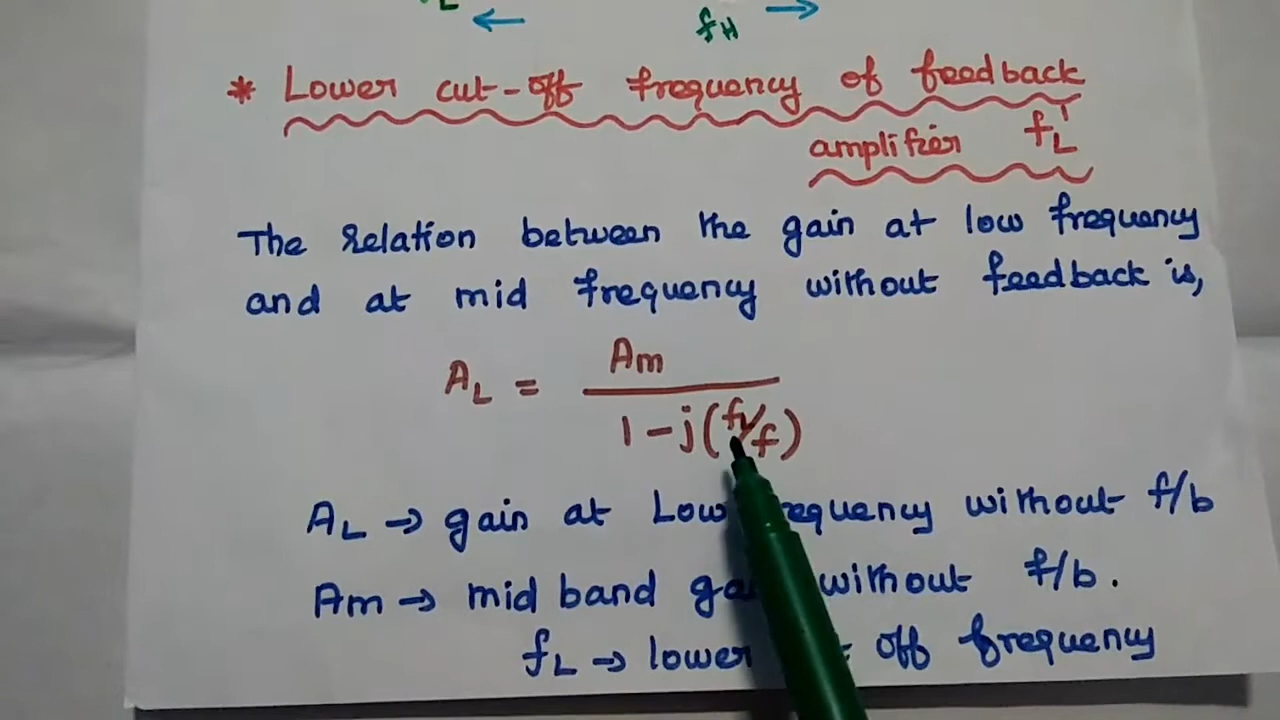 ← fH →
* Lower cut-off frequency of feedback
amplifier fL'
The relation between the gain at low frequency
and at mid frequency without feedback is,
AL = Am
1 - j(fL/f)
AL → gain at Low without f/b
Am → mid band without f/b.
fL → lower off frequency